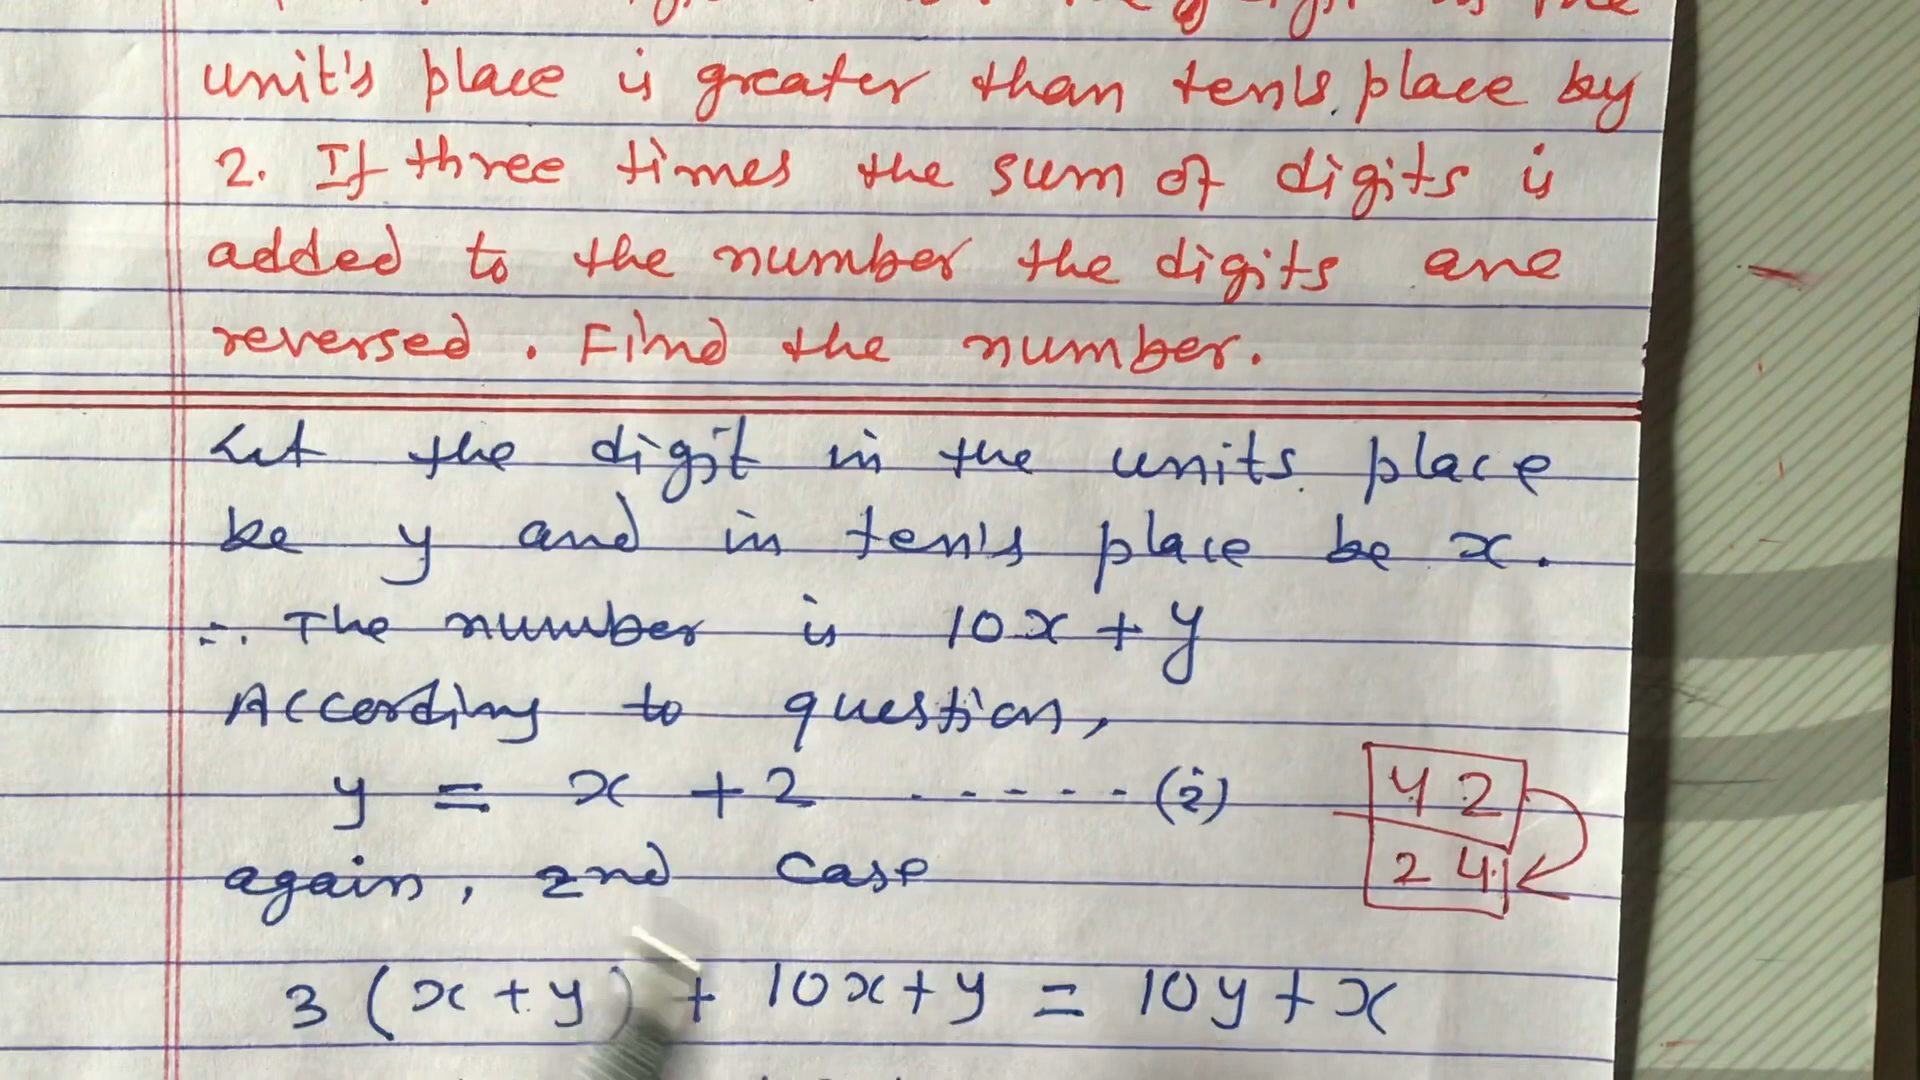 unit's place is greater than ten's place by
2. If three times the sum of digits is
added to the number the digits are
reversed. Find the number.
Let the digit in the units place
be y and in ten's place be x.
∴ The number is 10x + y
According to question,
y = x + 2 ------ (i)
42
24
again, 2nd case
3 (x + y) + 10x + y = 10y + x